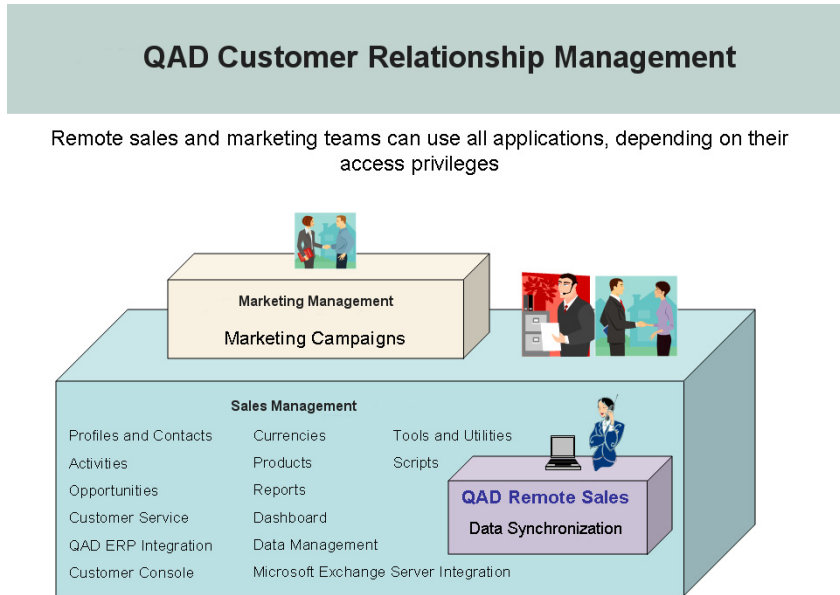 QAD Customer Relationship Management
Remote sales and marketing teams can use all applications, depending on their
access privileges
Marketing Management
Marketing Campaigns
Sales Management
Profiles and Contacts
Activities
Opportunities
Customer Service
QAD ERP Integration
Customer Console
Currencies
Products
Reports
Dashboard
Data Management
Microsoft Exchange Server Integration
Tools and Utilities
Scripts
QAD Remote Sales
Data Synchronization